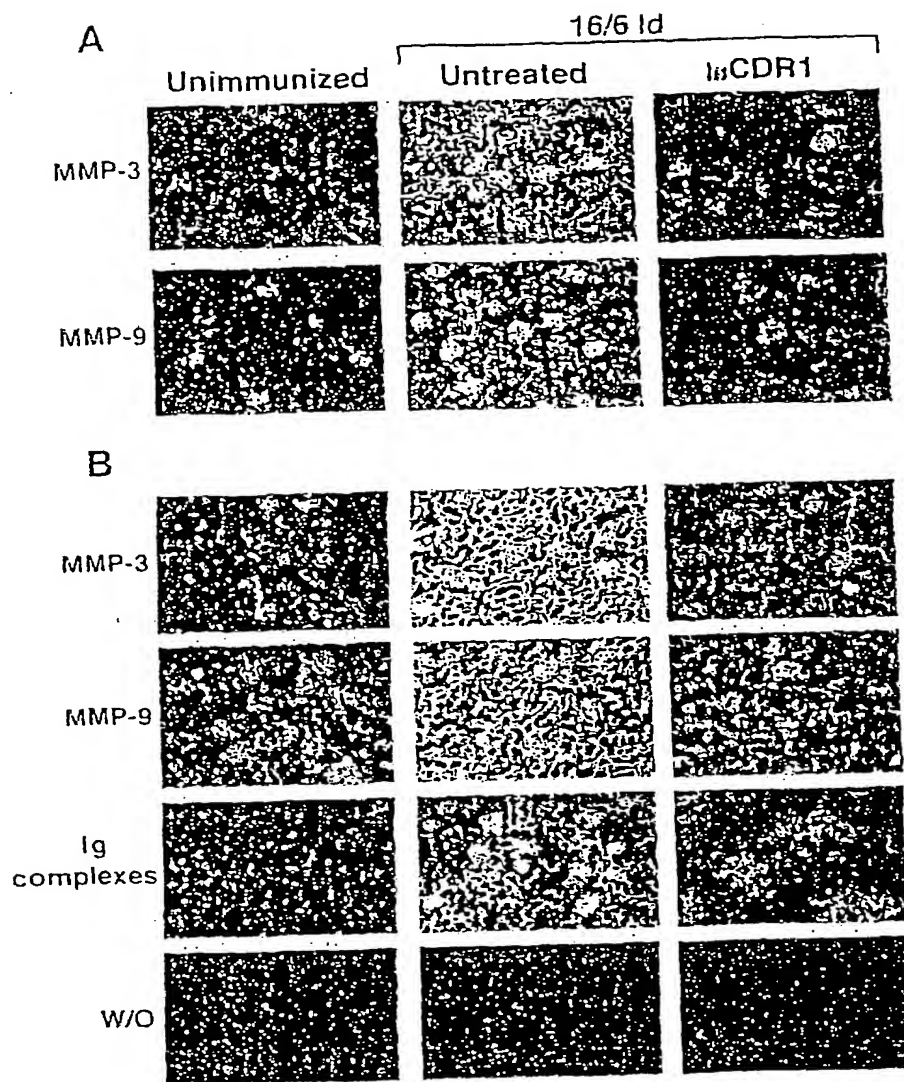 A
16/6 Id
Unimmunized Untreated hCDR1
MMP-3
MMP-9
B
MMP-3
MMP-9
Ig
complexes
W/O